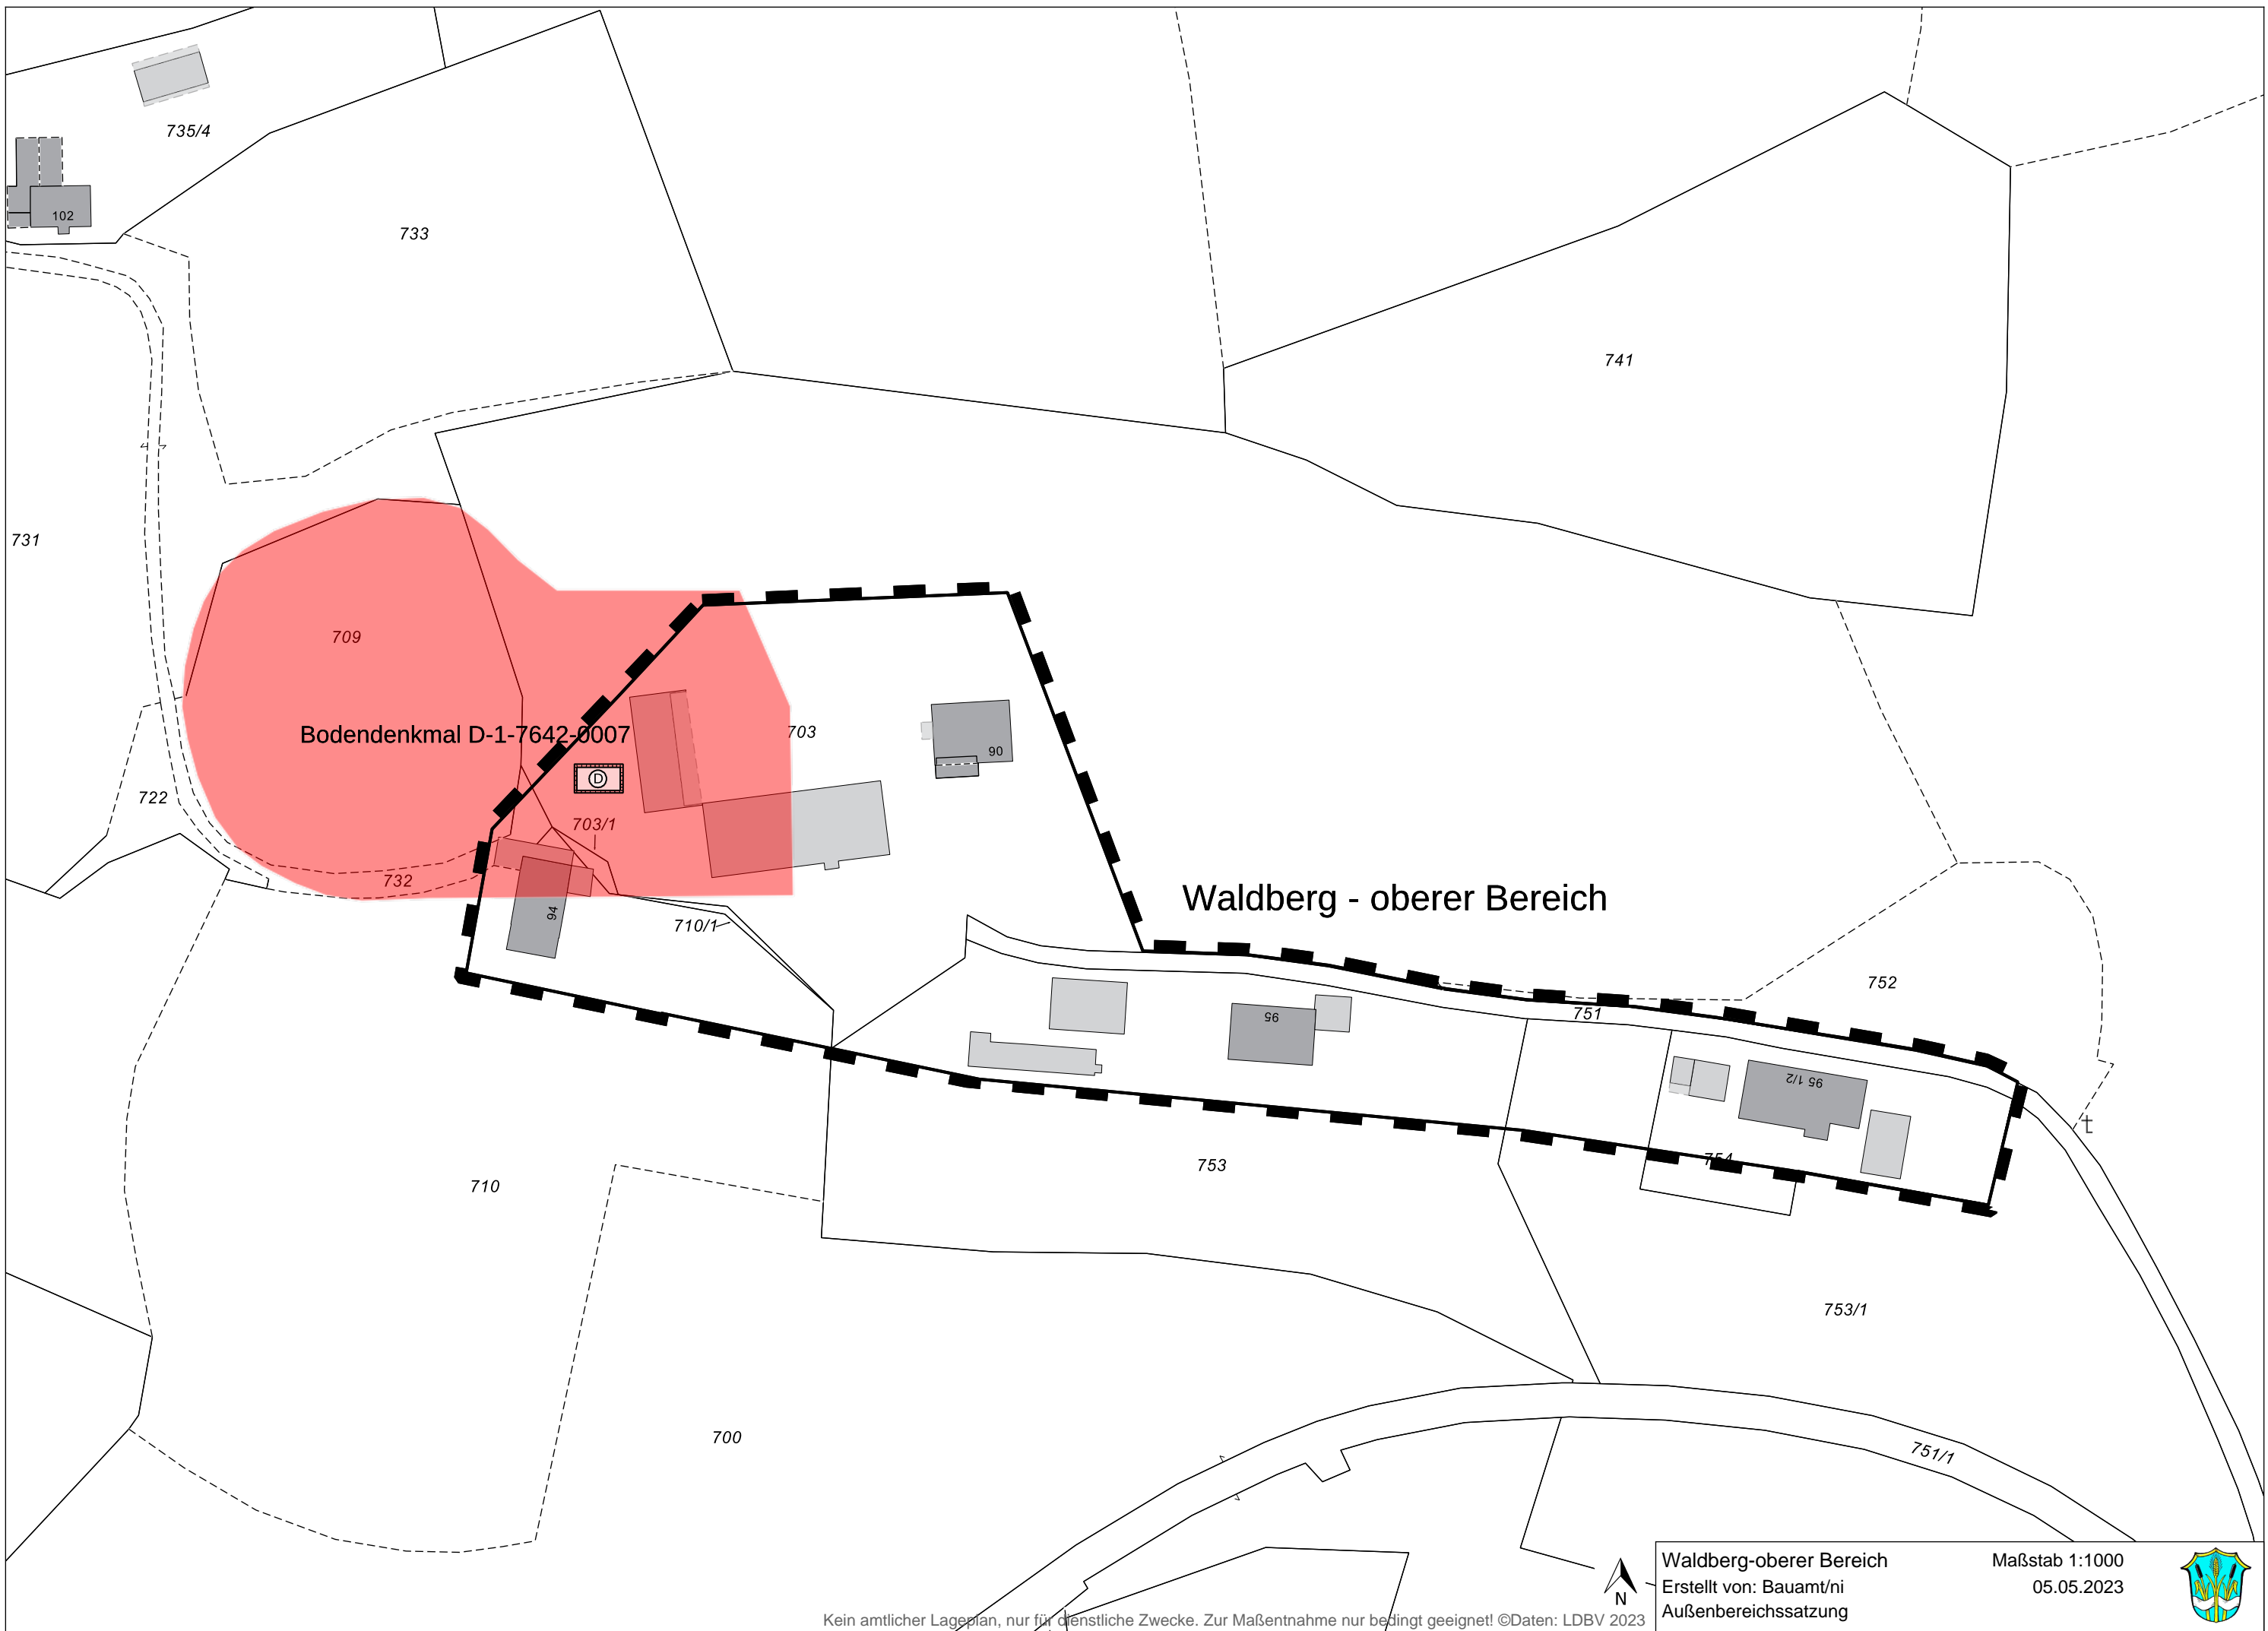 735/4
102
733
741
731
709
Bodendenkmal D-1-7642-0007
703
90
D
722
703/1
732
94
710/1
Waldberg - oberer Bereich
752
95
751
95 1/2
754
753
710
753/1
700
751/1
N
Waldberg-oberer Bereich
Maßstab 1:1000
Erstellt von: Bauamt/ni
05.05.2023
Außenbereichssatzung
Kein amtlicher Lageplan, nur für dienstliche Zwecke. Zur Maßentnahme nur bedingt geeignet! ©Daten: LDBV 2023